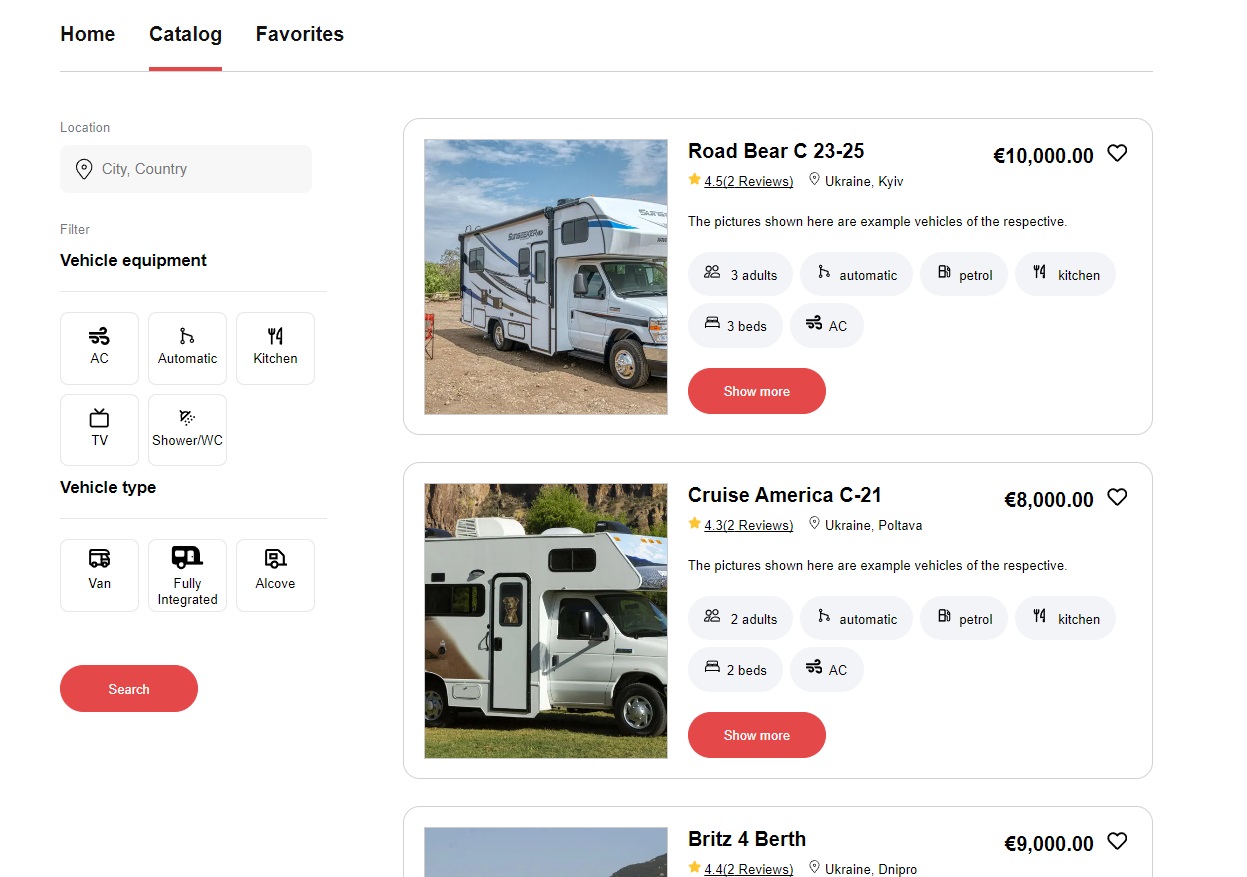 Home Catalog Favorites
Location
City, Country
Filter
Vehicle equipment
AC Automatic Kitchen
TV Shower/WC
Vehicle type
Van Fully Integrated Alcove
Search
Road Bear C 23-25 €10,000.00
4.5(2 Reviews) Ukraine, Kyiv
The pictures shown here are example vehicles of the respective.
3 adults automatic petrol kitchen
3 beds AC
Show more
Cruise America C-21 €8,000.00
4.3(2 Reviews) Ukraine, Poltava
The pictures shown here are example vehicles of the respective.
2 adults automatic petrol kitchen
2 beds AC
Show more
Britz 4 Berth €9,000.00
4.4(2 Reviews) Ukraine, Dnipro